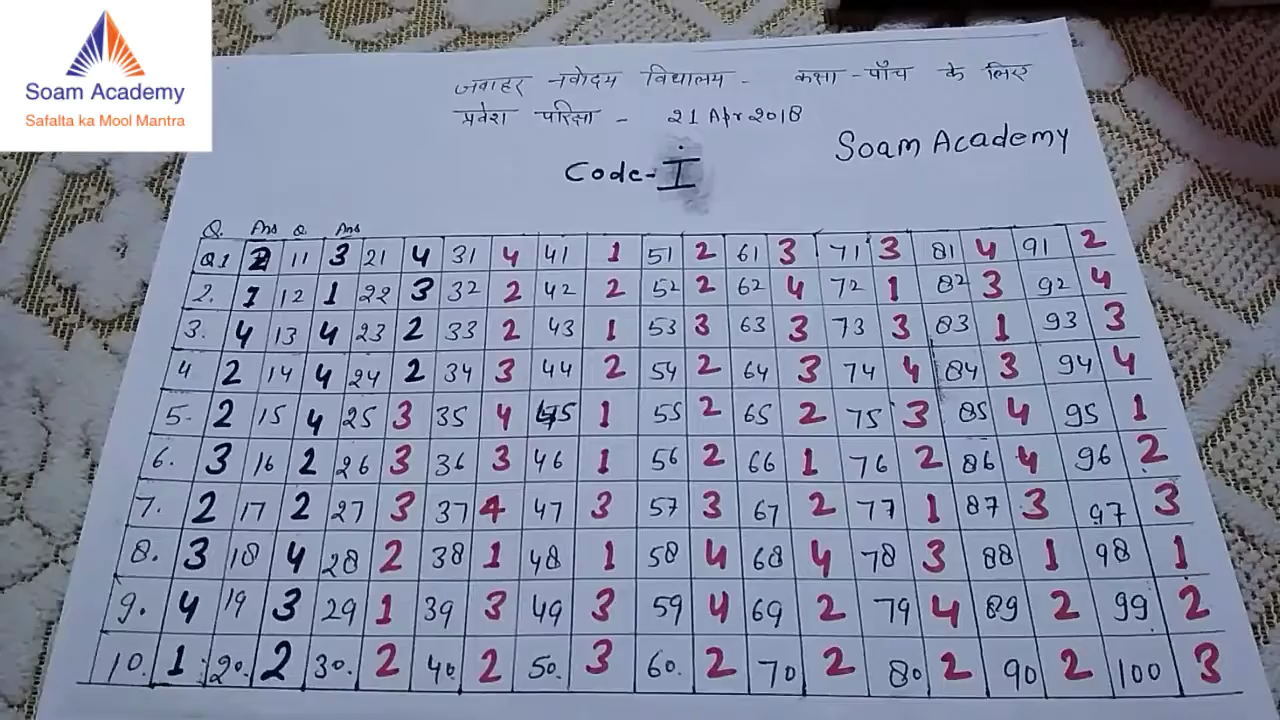 Soam Academy
Safalta ka Mool Mantra
जवाहर नवोदय विद्यालय - कक्षा - पाँच के लिए
प्रवेश परिक्षा - 21 Apr 2018
Soam Academy
Code - I
Q. Ans Q. Ans
Q1 2 11 3 21 4 31 4 41 1 51 2 61 3 71 3 81 4 91 2
2. 1 12 1 22 3 32 2 42 2 52 2 62 4 72 1 82 3 92 4
3. 4 13 4 23 2 33 2 43 1 53 3 63 3 73 3 83 1 93 3
4 2 14 4 24 2 34 3 44 2 54 2 64 3 74 4 84 3 94 4
5. 2 15 4 25 3 35 4 45 1 55 2 65 2 75 3 85 4 95 1
6. 3 16 2 26 3 36 3 46 1 56 2 66 1 76 2 86 4 96 2
7. 2 17 2 27 3 37 4 47 3 57 3 67 2 77 1 87 3 97 3
8. 3 18 4 28 2 38 1 48 1 58 4 68 4 78 3 88 1 98 1
9. 4 19 3 29 1 39 3 49 3 59 4 69 2 79 4 89 2 99 2
10. 1 20. 2 30. 2 40. 2 50. 3 60. 2 70 2 80 2 90 2 100 3